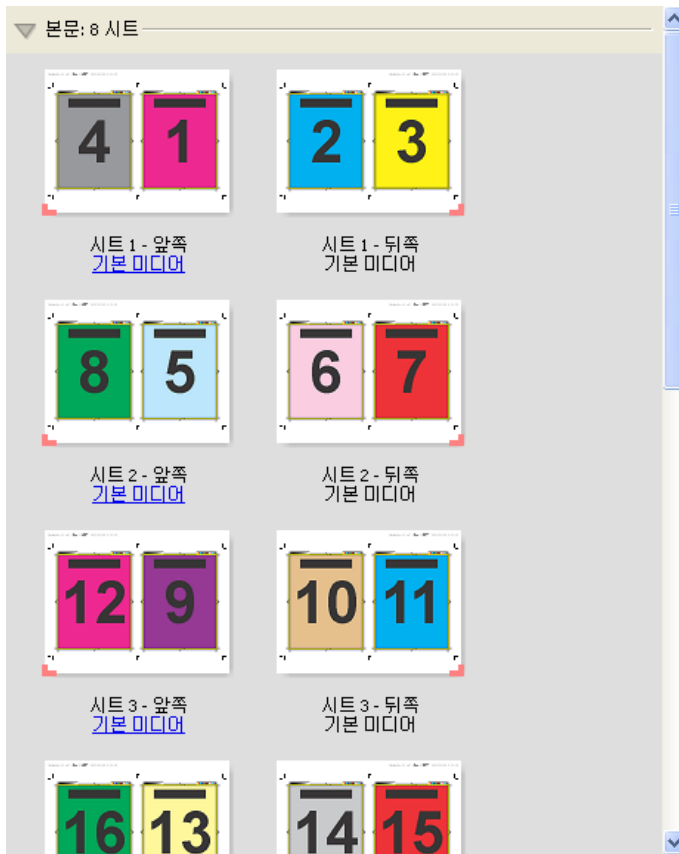 본문: 8 시트
4 1
2 3
시트 1 - 앞쪽
기본 미디어
시트 1 - 뒤쪽
기본 미디어
8 5
6 7
시트 2 - 앞쪽
기본 미디어
시트 2 - 뒤쪽
기본 미디어
12 9
10 11
시트 3 - 앞쪽
기본 미디어
시트 3 - 뒤쪽
기본 미디어
16 13
14 15